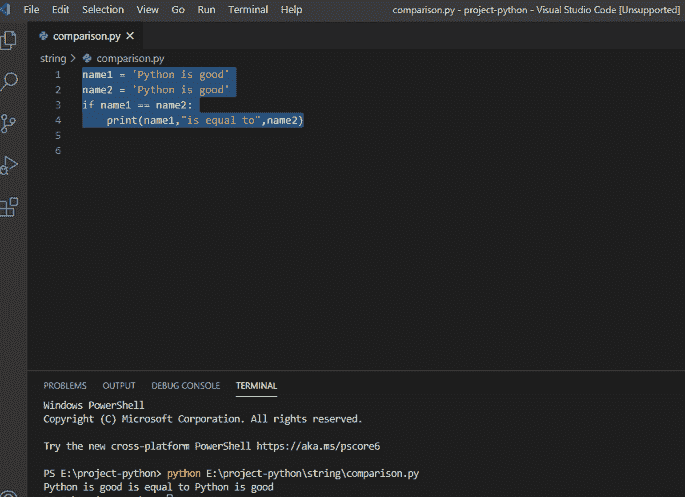 File Edit Selection View Go Run Terminal Help comparison.py - project-python - Visual Studio Code [Unsupported]
comparison.py
string > comparison.py
1 name1 = 'Python is good'
2 name2 = 'Python is good'
3 if name1 == name2:
4 print(name1,"is equal to",name2)
5
6
PROBLEMS OUTPUT DEBUG CONSOLE TERMINAL
Windows PowerShell
Copyright (C) Microsoft Corporation. All rights reserved.
Try the new cross-platform PowerShell https://aka.ms/pscore6
PS E:\project-python> python E:\project-python\string\comparison.py
Python is good is equal to Python is good